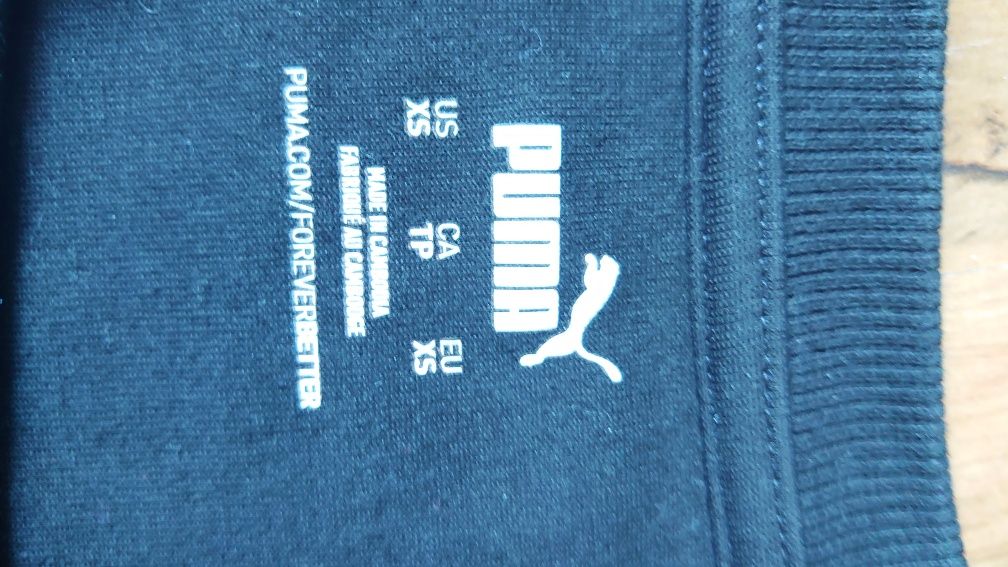 PUMA
US CA EU
XS TP XS
MADE IN CAMBODIA
FABRIQUÉ AU CAMBODGE
PUMA.COM/FOREVERBETTER